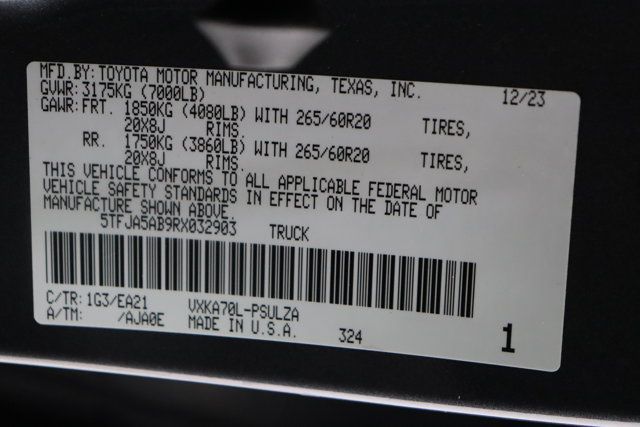 MFD.BY:TOYOTA MOTOR MANUFACTURING, TEXAS, INC. 12/23
GVWR:3175KG (7000LB)
GAWR:FRT. 1850KG (4080LB) WITH 265/60R20 TIRES,
20X8J RIMS.
RR. 1750KG (3860LB) WITH 265/60R20 TIRES,
20X8J RIMS.
THIS VEHICLE CONFORMS TO ALL APPLICABLE FEDERAL MOTOR
VEHICLE SAFETY STANDARDS IN EFFECT ON THE DATE OF
MANUFACTURE SHOWN ABOVE.
5TFJA5AB9RX032903 TRUCK
C/TR:1G3/EA21 VXKA70L-PSULZA
A/TM: /AJA0E MADE IN U.S.A. 324 1